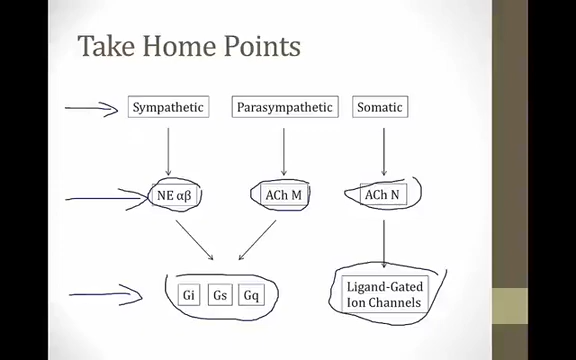 Take Home Points
Sympathetic
Parasympathetic
Somatic
NE αβ
ACh M
ACh N
Gi
Gs
Gq
Ligand-Gated
Ion Channels